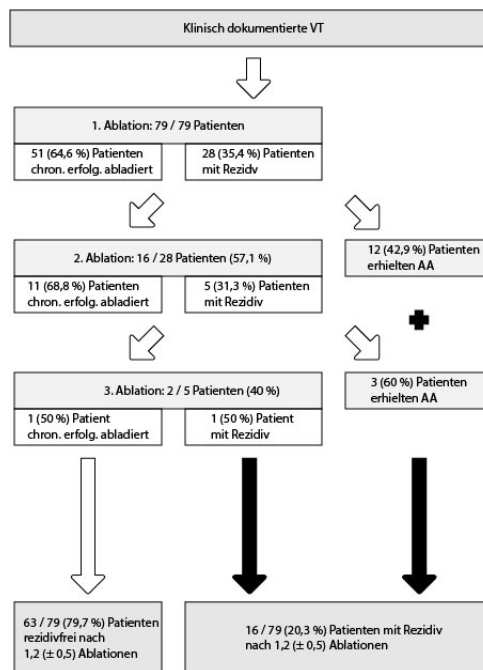 Klinisch dokumentierte VT
1. Ablation: 79 / 79 Patienten
51 (64,6 %) Patienten
chron. erfolg. abladiert
28 (35,4 %) Patienten
mit Rezidv
2. Ablation: 16 / 28 Patienten (57,1 %)
12 (42,9 %) Patienten
erhielten AA
11 (68,8 %) Patienten
chron. erfolg. abladiert
5 (31,3 %) Patienten
mit Rezidiv
3. Ablation: 2 / 5 Patienten (40 %)
3 (60 %) Patienten
erhielten AA
1 (50 %) Patient
chron. erfolg. abladiert
1 (50 %) Patient
mit Rezidiv
63 / 79 (79,7 %) Patienten
rezidivfrei nach
1,2 (± 0,5) Ablationen
16 / 79 (20,3 %) Patienten mit Rezidiv
nach 1,2 (± 0,5) Ablationen